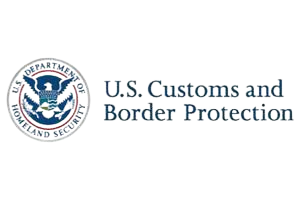 U.S. DEPARTMENT OF
HOMELAND SECURITY
U.S. Customs and
Border Protection